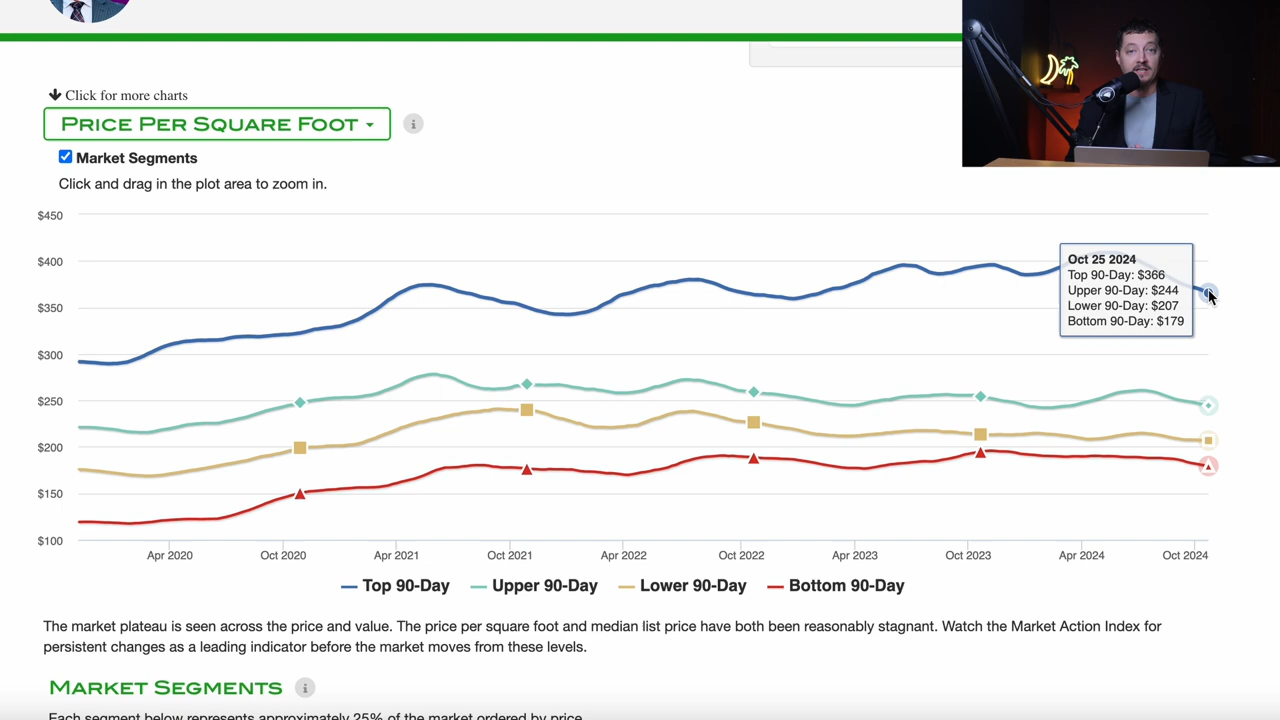 Click for more charts
PRICE PER SQUARE FOOT
i
Market Segments
Click and drag in the plot area to zoom in.
$450
$400
$350
$300
$250
$200
$150
$100
Oct 25 2024
Top 90-Day: $366
Upper 90-Day: $244
Lower 90-Day: $207
Bottom 90-Day: $179
Apr 2020 Oct 2020 Apr 2021 Oct 2021 Apr 2022 Oct 2022 Apr 2023 Oct 2023 Apr 2024 Oct 2024
Top 90-Day Upper 90-Day Lower 90-Day Bottom 90-Day
The market plateau is seen across the price and value. The price per square foot and median list price have both been reasonably stagnant. Watch the Market Action Index for
persistent changes as a leading indicator before the market moves from these levels.
MARKET SEGMENTS
i
Each segment below represents approximately 25% of the market ordered by price.